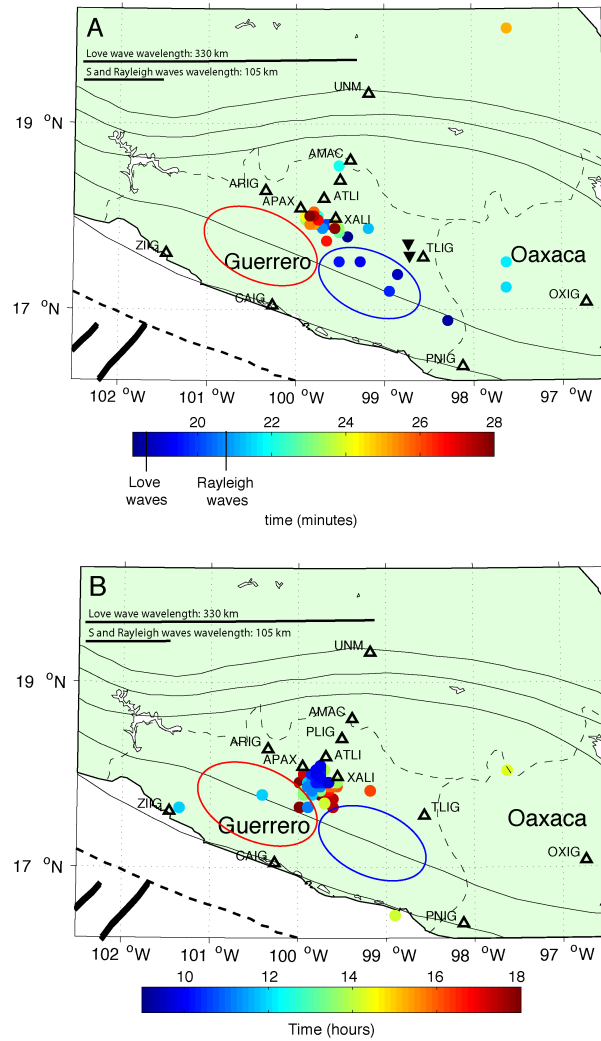 A
Love wave wavelength: 330 km
S and Rayleigh waves wavelength: 105 km
UNM
19 °N
AMAC
ARIG
ATLI
APAX
XALI
ZIIG
TLIG
Guerrero
Oaxaca
CAIG
OXIG
17 °N
PNIG
102 °W 101 °W 100 °W 99 °W 98 °W 97 °W
20 22 24 26 28
Love waves
Rayleigh waves
time (minutes)
B
Love wave wavelength: 330 km
S and Rayleigh waves wavelength: 105 km
UNM
19 °N
AMAC
PLIG
ARIG
ATLI
APAX
XALI
ZIIG
TLIG
Guerrero
Oaxaca
CAIG
OXIG
17 °N
PNIG
102 °W 101 °W 100 °W 99 °W 98 °W 97 °W
10 12 14 16 18
Time (hours)